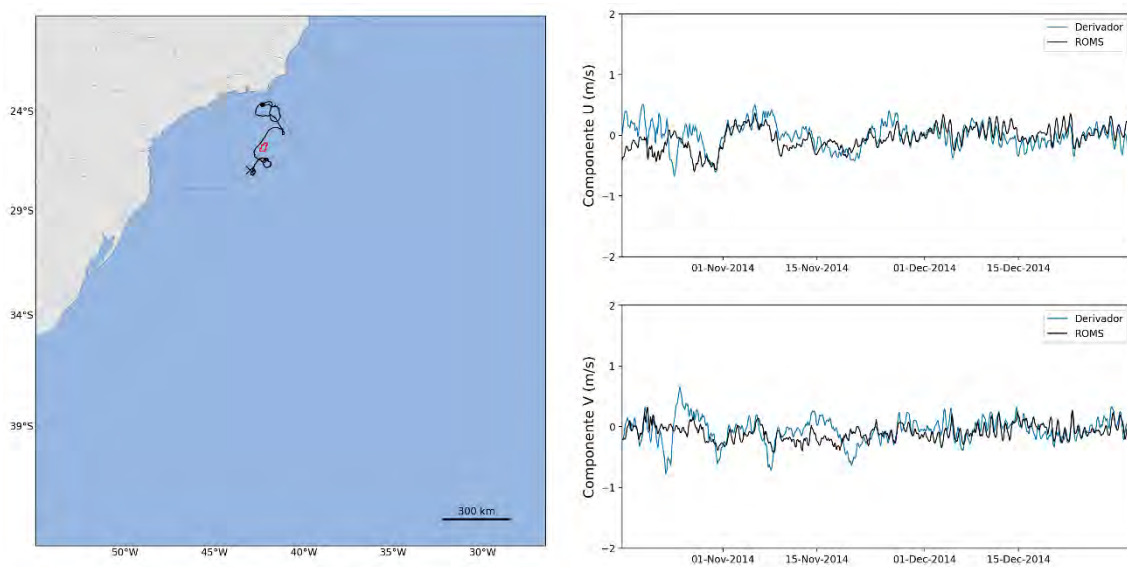 24°S
29°S
34°S
39°S
50°W 45°W 40°W 35°W 30°W
300 km
Componente U (m/s)
2
1
0
−1
−2
Derivador
ROMS
01-Nov-2014 15-Nov-2014 01-Dec-2014 15-Dec-2014
Componente V (m/s)
2
1
0
−1
−2
Derivador
ROMS
01-Nov-2014 15-Nov-2014 01-Dec-2014 15-Dec-2014